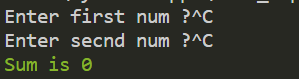 Enter first num ?^C
Enter secnd num ?^C
Sum is 0